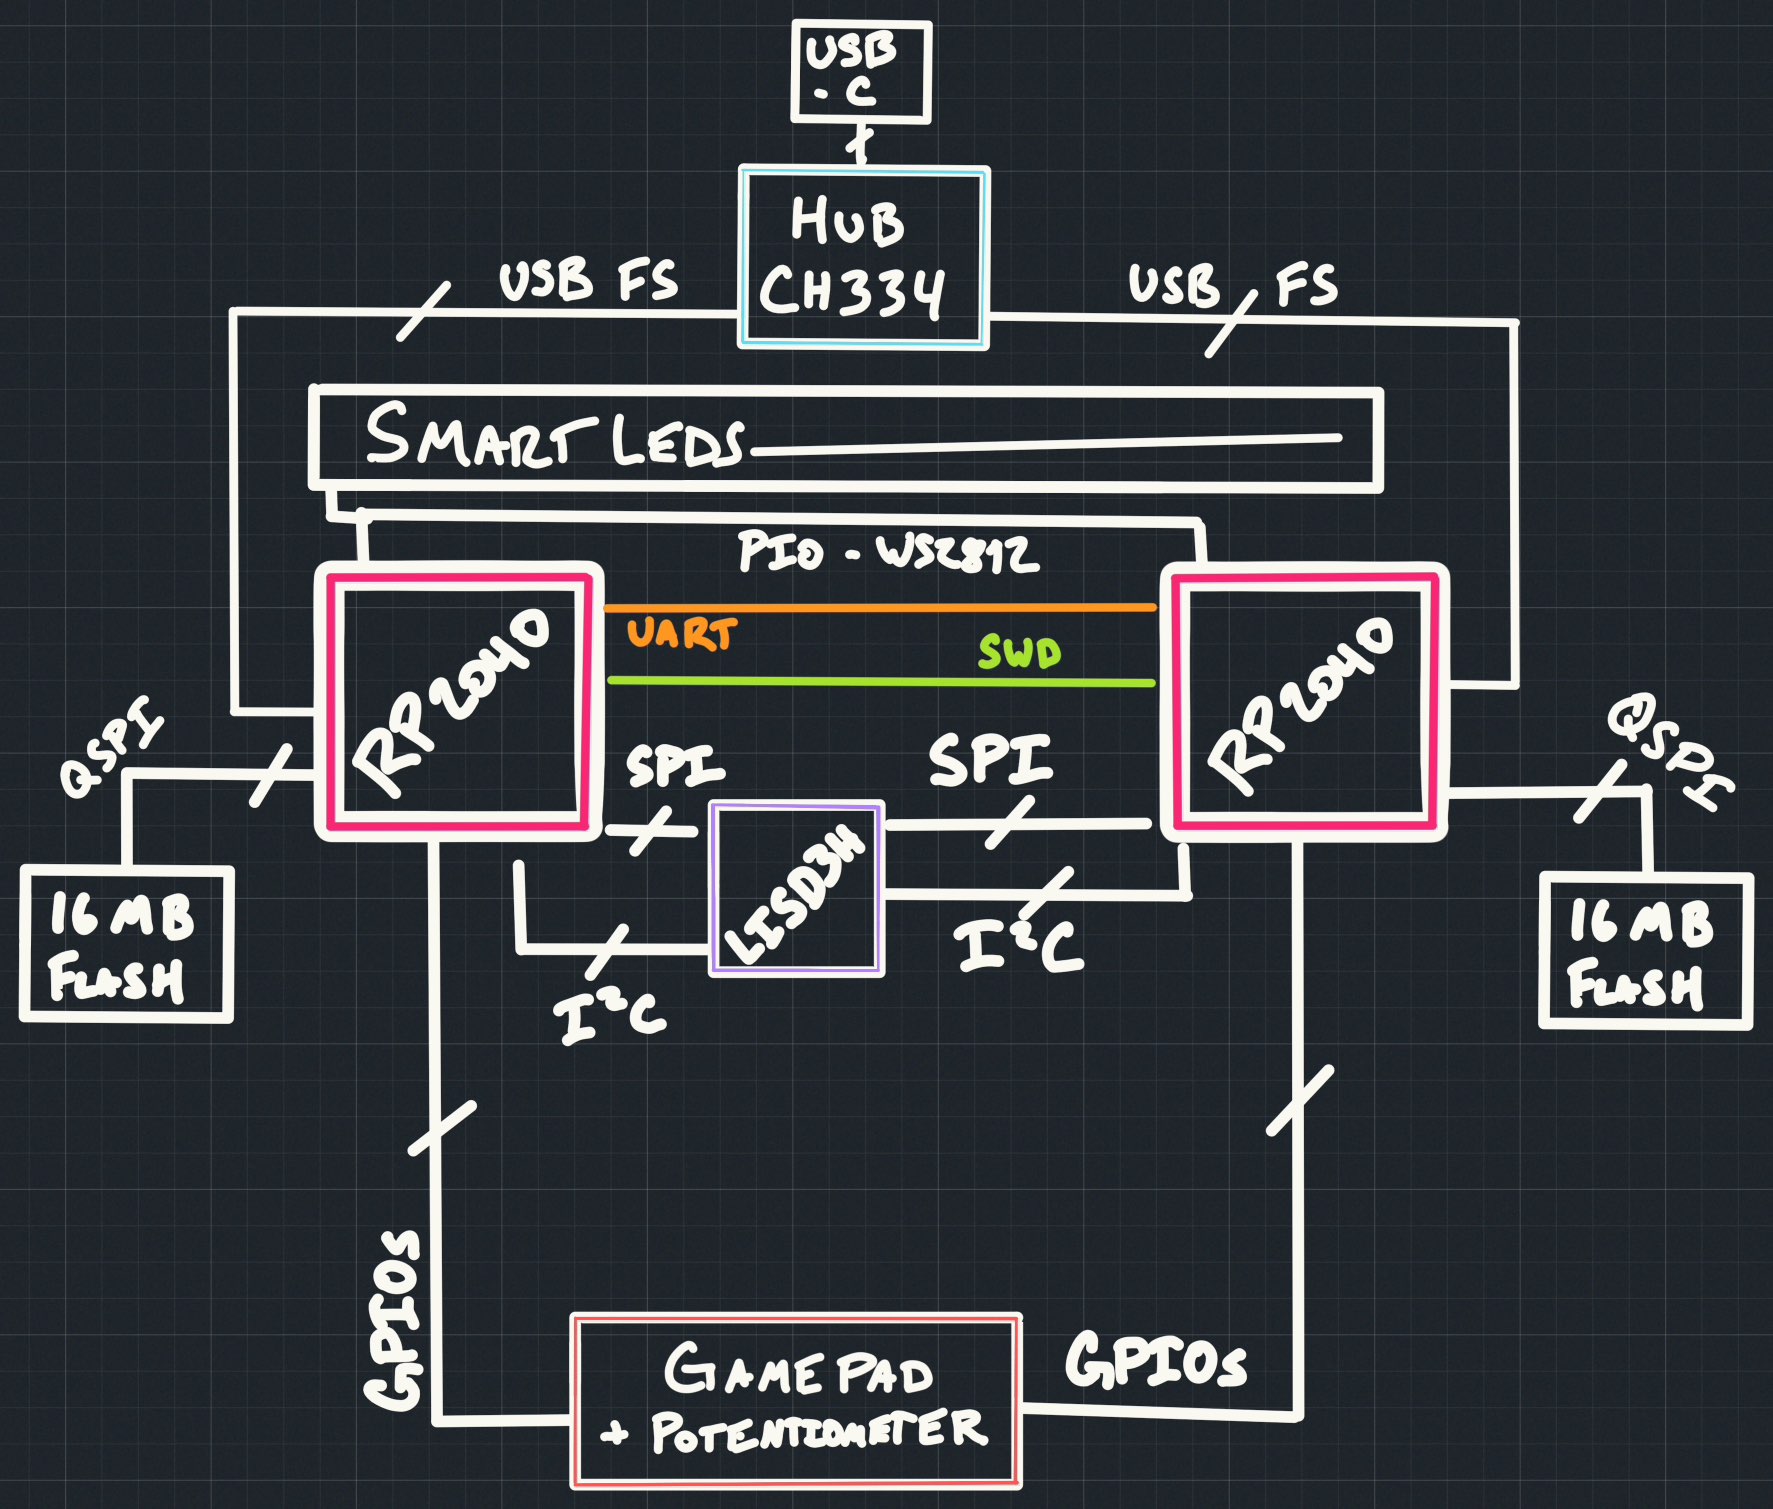 USB
- C
HUB
CH334
USB FS
USB FS
SMART LEDS
PIO - WS2812
UART
SWD
RP2040
RP2040
QSPI
SPI
SPI
QSPI
LISD3H
16 MB
FLASH
16 MB
FLASH
I²C
I²C
GPIOs
GPIOs
GAMEPAD
+ POTENTIOMETER